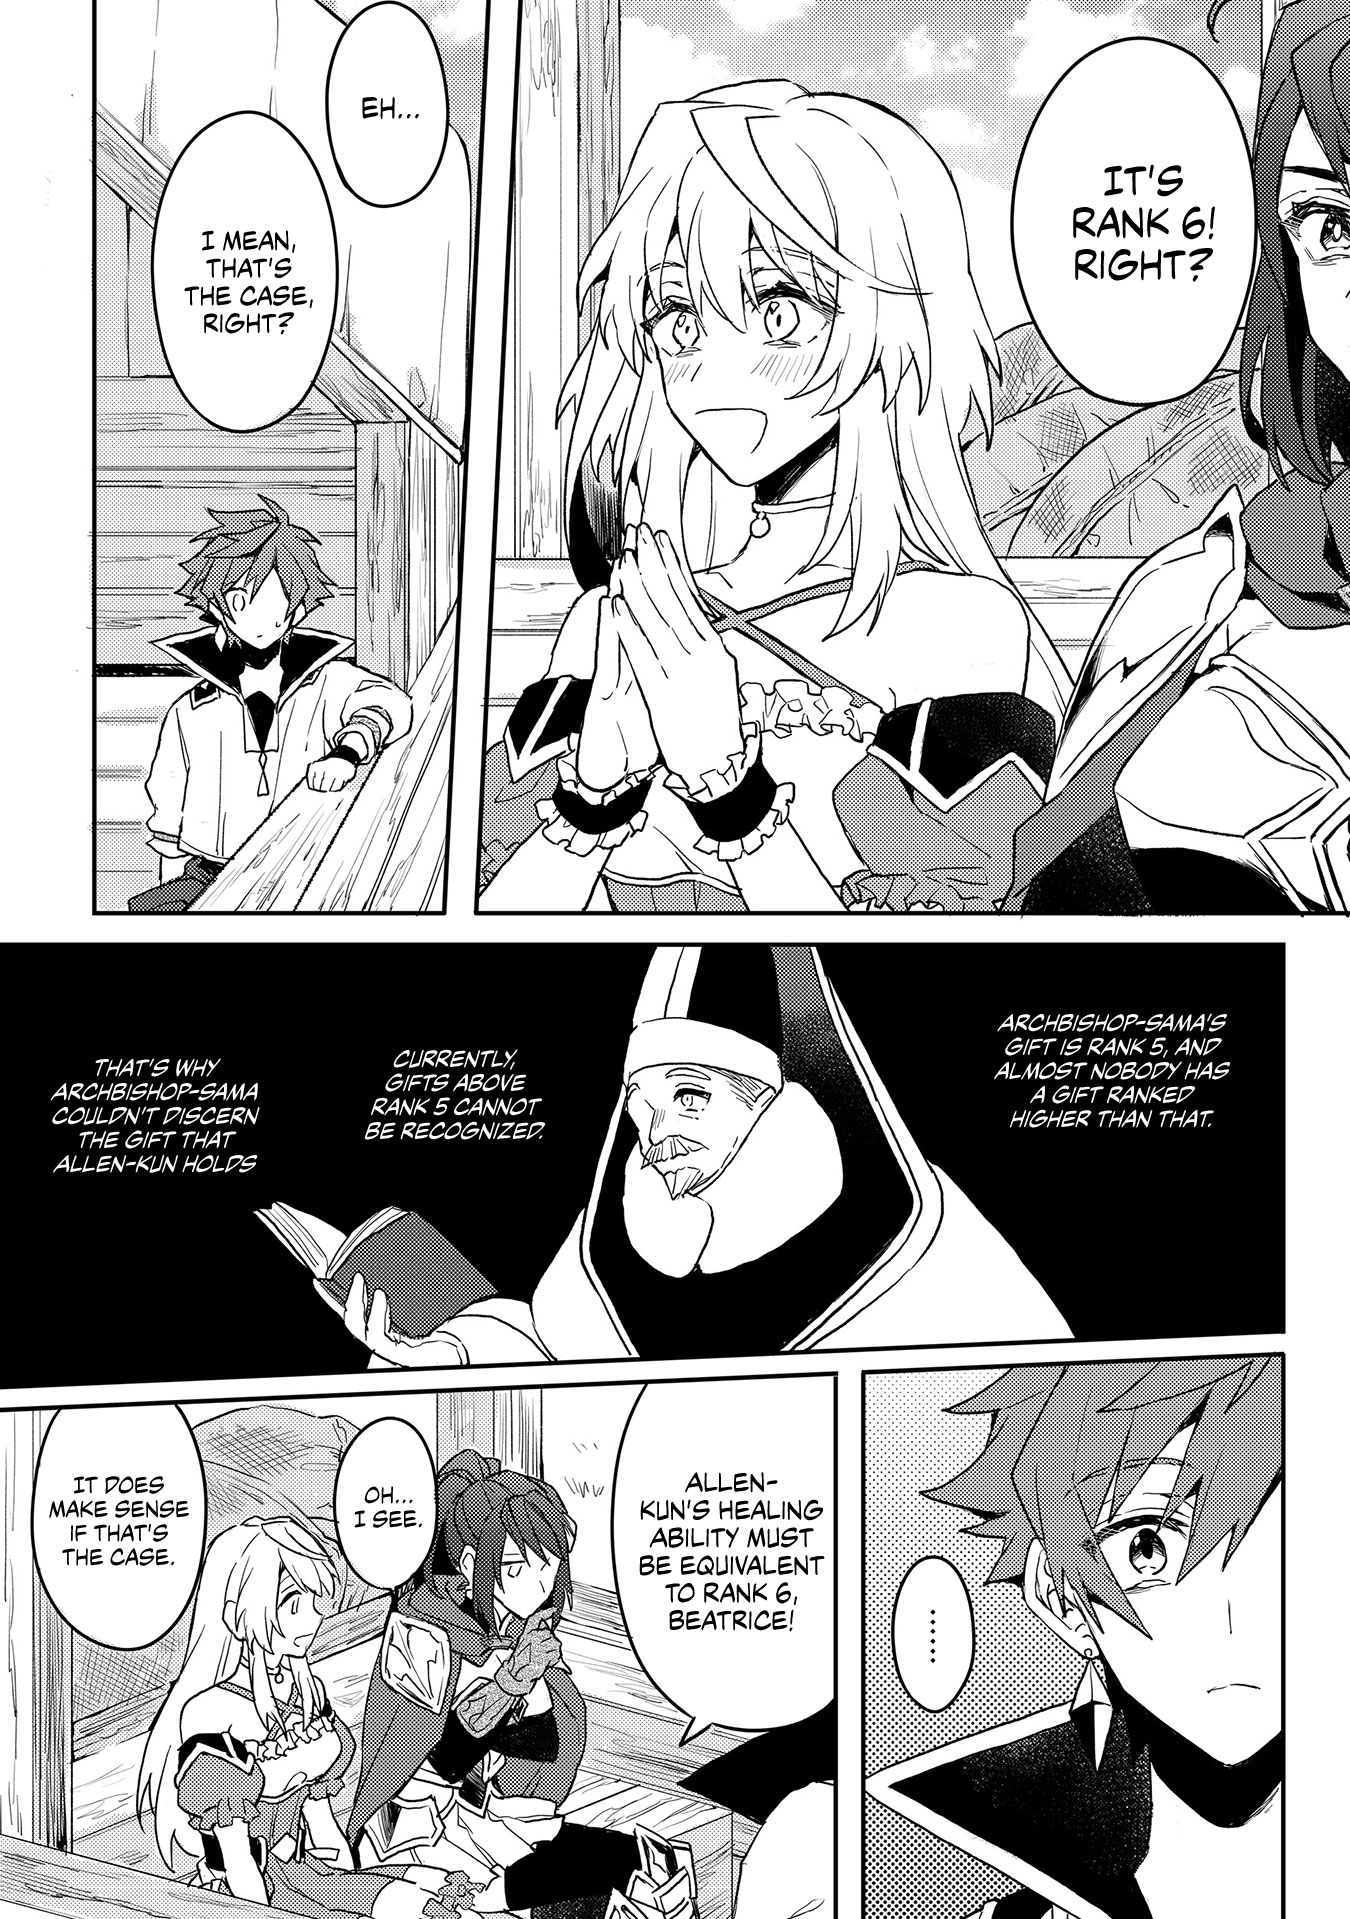 IT'S
RANK 6!
RIGHT?
EH...
I MEAN,
THAT'S
THE CASE,
RIGHT?
ARCHBISHOP-SAMA'S
GIFT IS RANK 5, AND
ALMOST NOBODY HAS
A GIFT RANKED
HIGHER THAN THAT.
CURRENTLY,
GIFTS ABOVE
RANK 5 CANNOT
BE RECOGNIZED.
THAT'S WHY
ARCHBISHOP-SAMA
COULDN'T DISCERN
THE GIFT THAT
ALLEN-KUN HOLDS
......
ALLEN-
KUN'S HEALING
ABILITY MUST
BE EQUIVALENT
TO RANK 6,
BEATRICE!
OH...
I SEE.
IT DOES
MAKE SENSE
IF THAT'S
THE CASE.